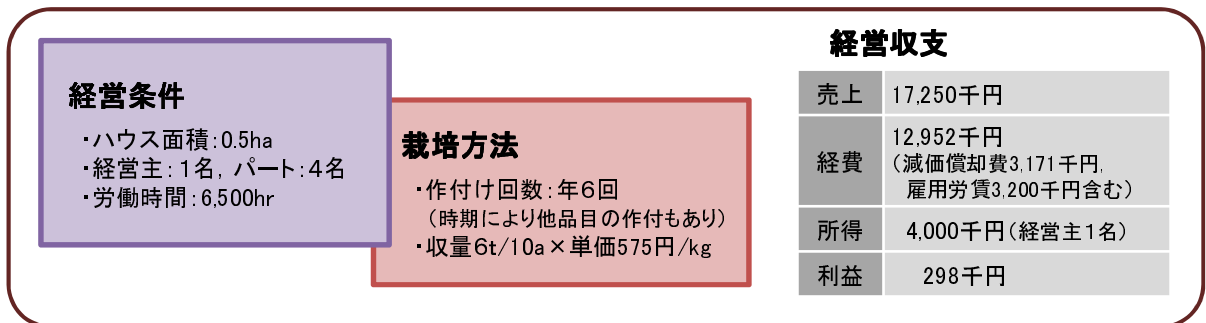 経営条件
・ハウス面積:0.5ha
・経営主:1名, パート:4名
・労働時間:6,500hr
栽培方法
・作付け回数:年6回
(時期により他品目の作付もあり)
・収量6t/10a×単価575円/kg
経営収支
売上 17,250千円
経費 12,952千円
(減価償却費3,171千円,
雇用労賃3,200千円含む)
所得 4,000千円(経営主1名)
利益 298千円